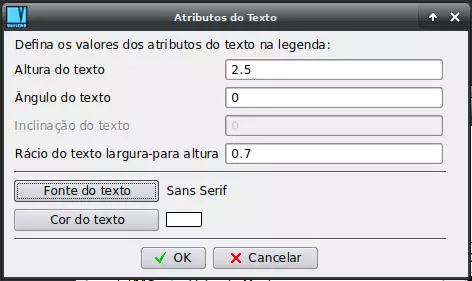 Atributos do Texto
Defina os valores dos atributos do texto na legenda:
Altura do texto 2.5
Ângulo do texto 0
Inclinação do texto 0
Rácio do texto largura-para altura 0.7
Fonte do texto Sans Serif
Cor do texto
OK Cancelar